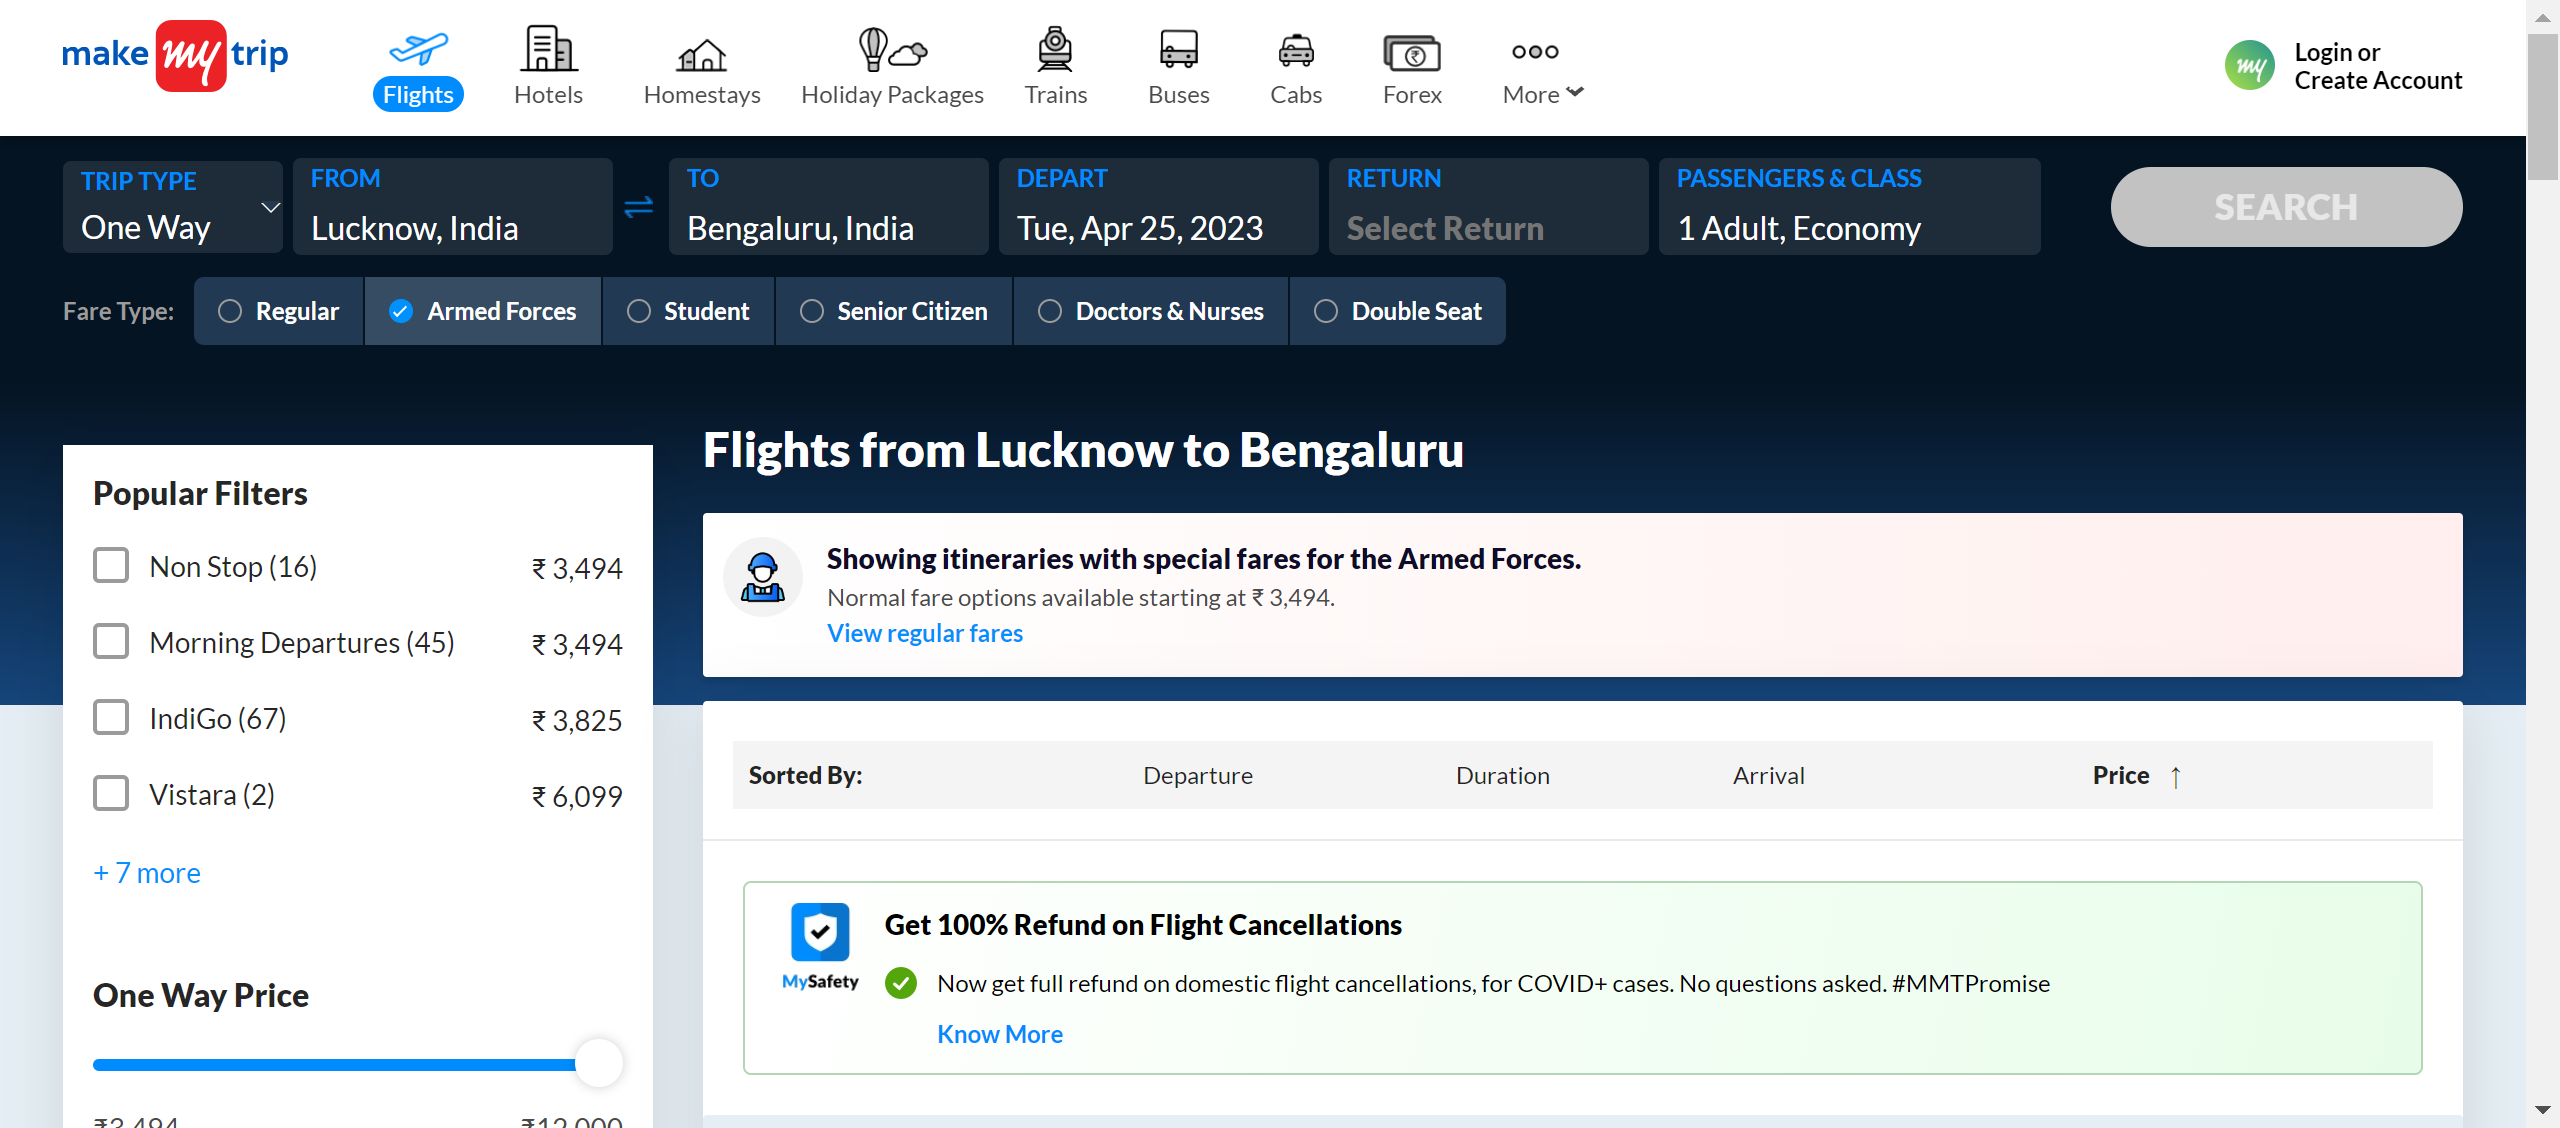 make my trip
Flights
Hotels
Homestays
Holiday Packages
Trains
Buses
Cabs
Forex
More
my
Login or
Create Account
TRIP TYPE
One Way
FROM
Lucknow, India
TO
Bengaluru, India
DEPART
Tue, Apr 25, 2023
RETURN
Select Return
PASSENGERS & CLASS
1 Adult, Economy
SEARCH
Fare Type:
Regular
Armed Forces
Student
Senior Citizen
Doctors & Nurses
Double Seat
Popular Filters
Non Stop (16) ₹ 3,494
Morning Departures (45) ₹ 3,494
IndiGo (67) ₹ 3,825
Vistara (2) ₹ 6,099
+ 7 more
One Way Price
₹3,494 ₹12,000
Flights from Lucknow to Bengaluru
Showing itineraries with special fares for the Armed Forces.
Normal fare options available starting at ₹ 3,494.
View regular fares
Sorted By: Departure Duration Arrival Price ↑
MySafety
Get 100% Refund on Flight Cancellations
Now get full refund on domestic flight cancellations, for COVID+ cases. No questions asked. #MMTPromise
Know More